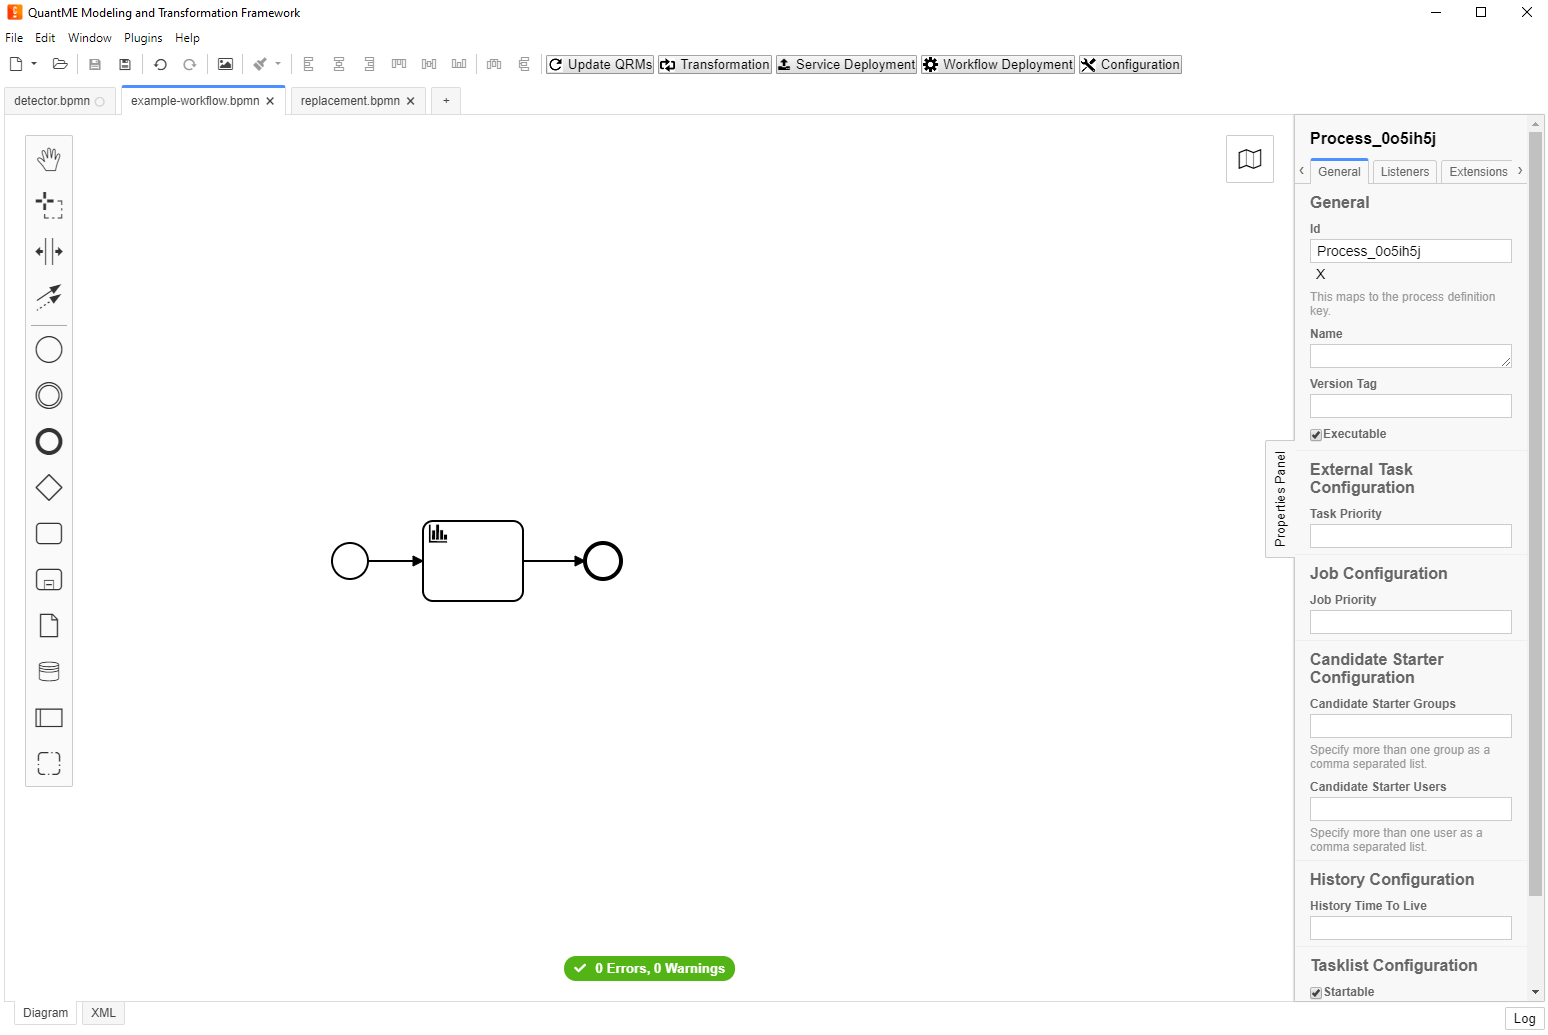 QuantME Modeling and Transformation Framework
File Edit Window Plugins Help
Update QRMs Transformation Service Deployment Workflow Deployment Configuration
detector.bpmn example-workflow.bpmn replacement.bpmn +
Process_0o5ih5j
General Listeners Extensions
General
Id
Process_0o5ih5j
X
This maps to the process definition
key.
Name
Version Tag
Executable
Properties Panel
External Task
Configuration
Task Priority
Job Configuration
Job Priority
Candidate Starter
Configuration
Candidate Starter Groups
Specify more than one group as a
comma separated list.
Candidate Starter Users
Specify more than one user as a
comma separated list.
History Configuration
History Time To Live
Tasklist Configuration
Startable
0 Errors, 0 Warnings
Diagram XML
Log